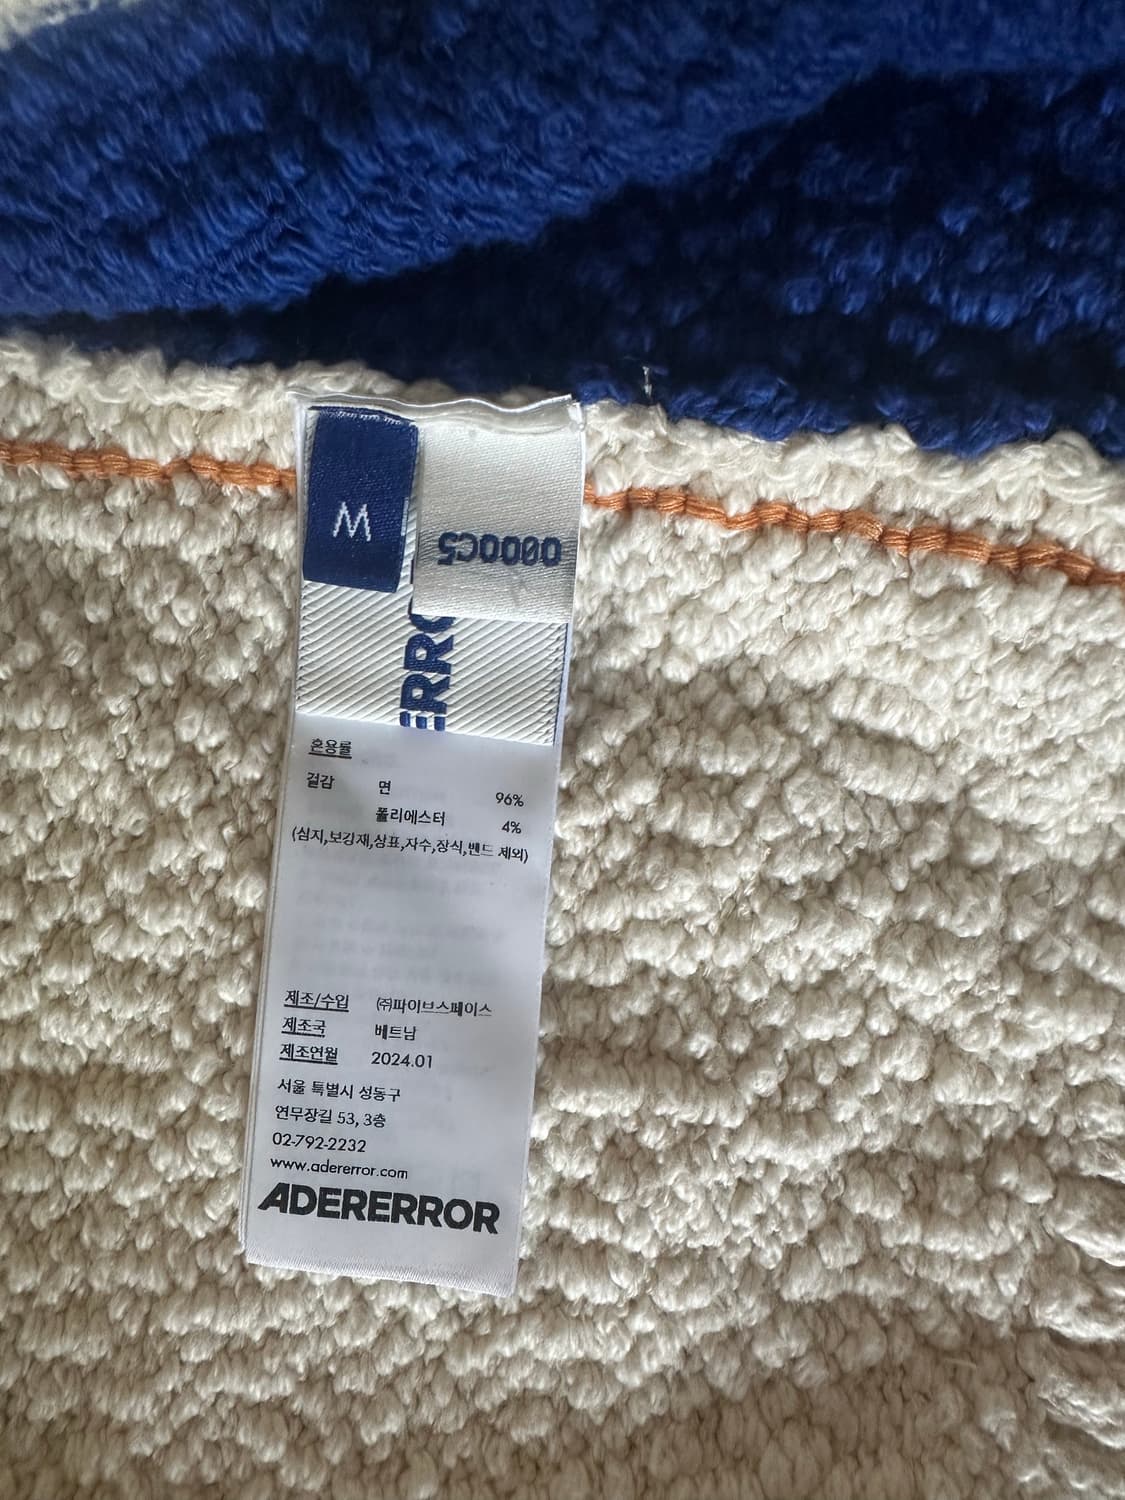 M
ERRO
혼용률
겉감 면 96%
폴리에스터 4%
(심지,보강재,상표,자수,장식,밴드 제외)
제조/수입 ㈜파이브스페이스
제조국 베트남
제조연월 2024.01
서울 특별시 성동구
연무장길 53, 3층
02-792-2232
www.adererror.com
ADERERROR